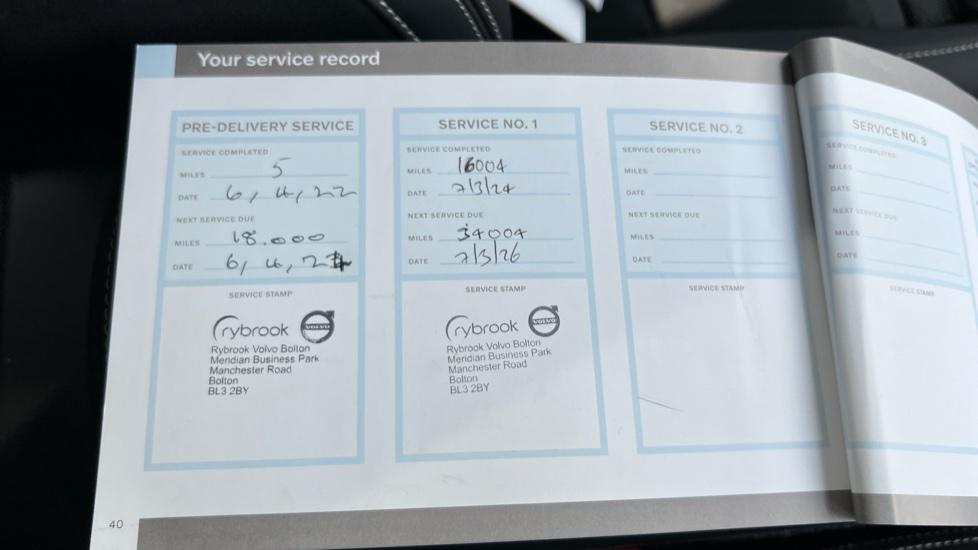 Your service record
PRE-DELIVERY SERVICE
SERVICE COMPLETED
MILES 5
DATE 6,4,22
NEXT SERVICE DUE
MILES 18.000
DATE 6,4,24
SERVICE STAMP
rybrook VOLVO
Rybrook Volvo Bolton
Meridian Business Park
Manchester Road
Bolton
BL3 2BY
SERVICE NO. 1
SERVICE COMPLETED
MILES 16004
DATE 7/3/24
NEXT SERVICE DUE
MILES 34004
DATE 7/3/26
SERVICE STAMP
rybrook VOLVO
Rybrook Volvo Bolton
Meridian Business Park
Manchester Road
Bolton
BL3 2BY
SERVICE NO. 2
SERVICE COMPLETED
MILES
DATE
NEXT SERVICE DUE
MILES
DATE
SERVICE STAMP
SERVICE NO. 3
SERVICE COMPLETED
MILES
DATE
NEXT SERVICE DUE
MILES
DATE
SERVICE STAMP
40